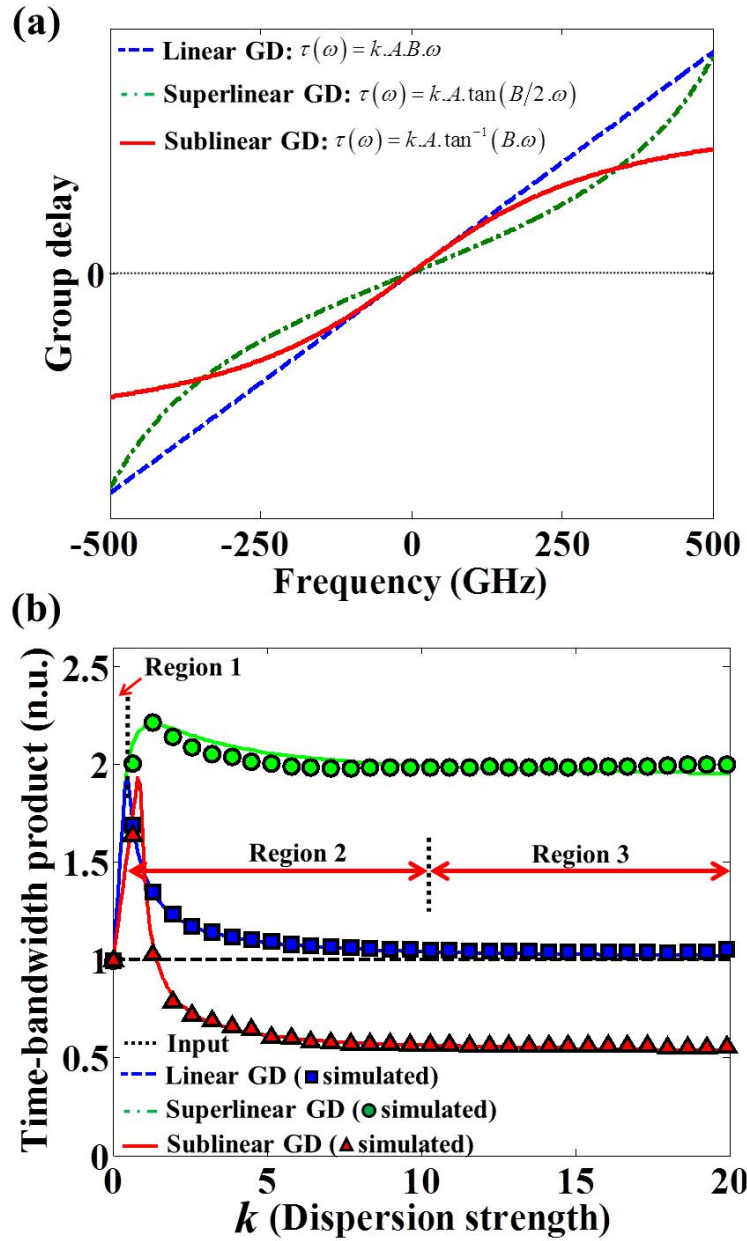 (a)
Linear GD: τ(ω) = k.A.B.ω
Superlinear GD: τ(ω) = k.A.tan(B/2.ω)
Sublinear GD: τ(ω) = k.A.tan⁻¹(B.ω)
Group delay
0
-500 -250 0 250 500
Frequency (GHz)
(b)
Time-bandwidth product (n.u.)
2.5
2
1.5
1
0.5
0
Region 1
Region 2
Region 3
Input
Linear GD (simulated)
Superlinear GD (simulated)
Sublinear GD (simulated)
0 5 10 15 20
k (Dispersion strength)